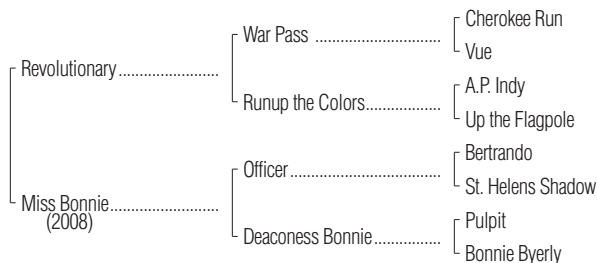 Cherokee Run
War Pass ........................................
Vue
Revolutionary................................
A.P. Indy
Runup the Colors........................
Up the Flagpole
Bertrando
Officer................................................
St. Helens Shadow
Miss Bonnie...................................
(2008)
Pulpit
Deaconess Bonnie.....................
Bonnie Byerly